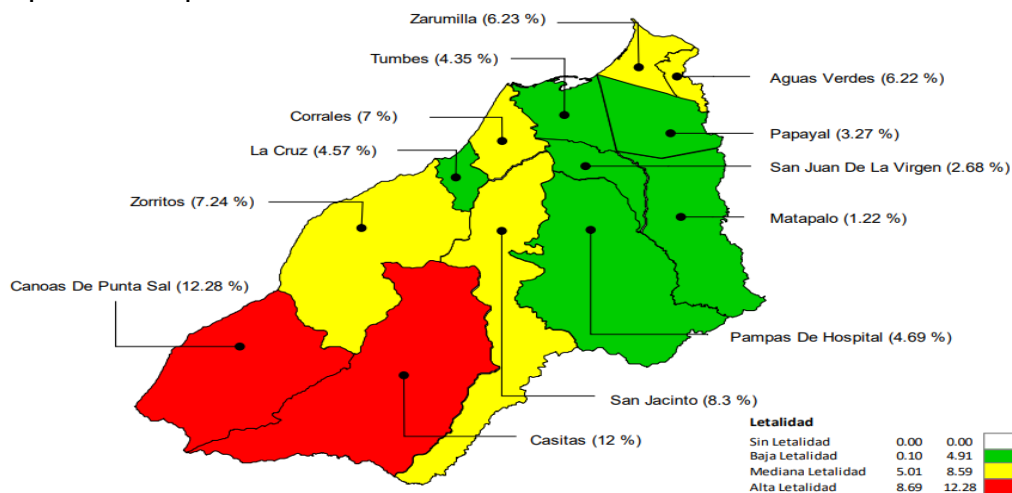 Zarumilla (6.23 %)
Tumbes (4.35 %)
Aguas Verdes (6.22 %)
Corrales (7 %)
Papayal (3.27 %)
La Cruz (4.57 %)
San Juan De La Virgen (2.68 %)
Zorritos (7.24 %)
Matapalo (1.22 %)
Canoas De Punta Sal (12.28 %)
Pampas De Hospital (4.69 %)
San Jacinto (8.3 %)
Casitas (12 %)
Letalidad
Sin Letalidad 0.00 0.00
Baja Letalidad 0.10 4.91
Mediana Letalidad 5.01 8.59
Alta Letalidad 8.69 12.28